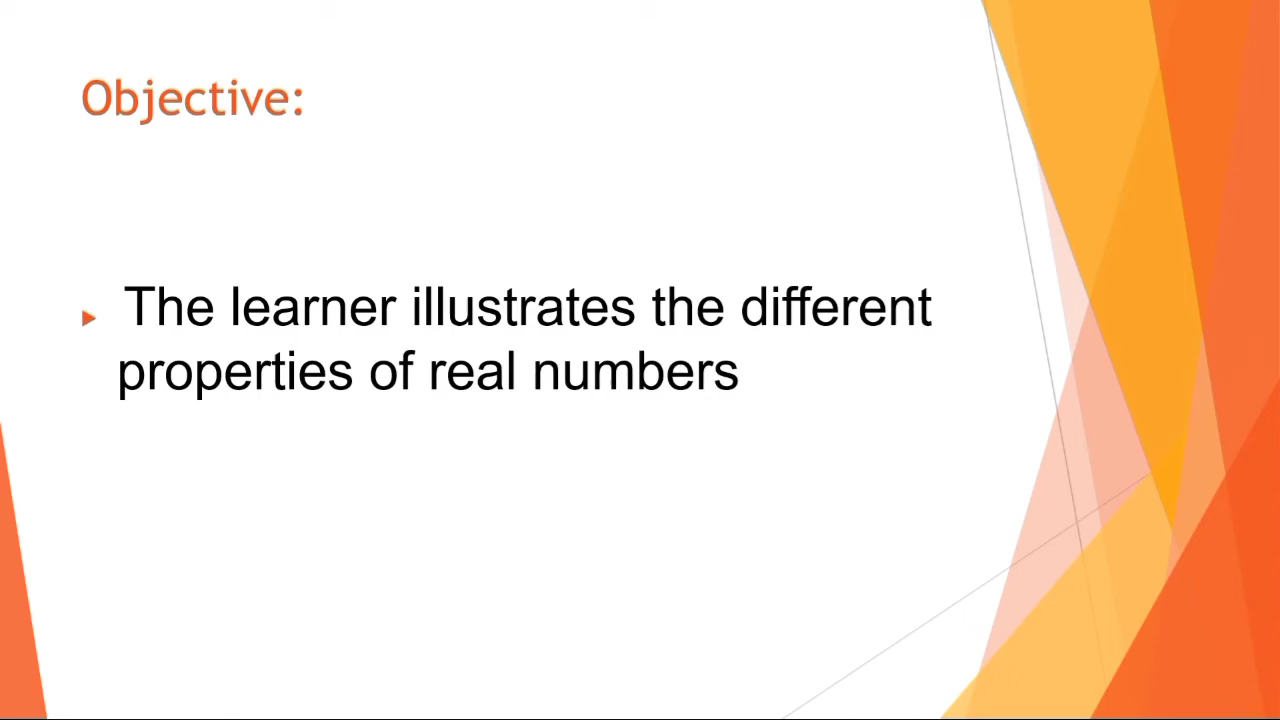 Objective:
The learner illustrates the different
properties of real numbers